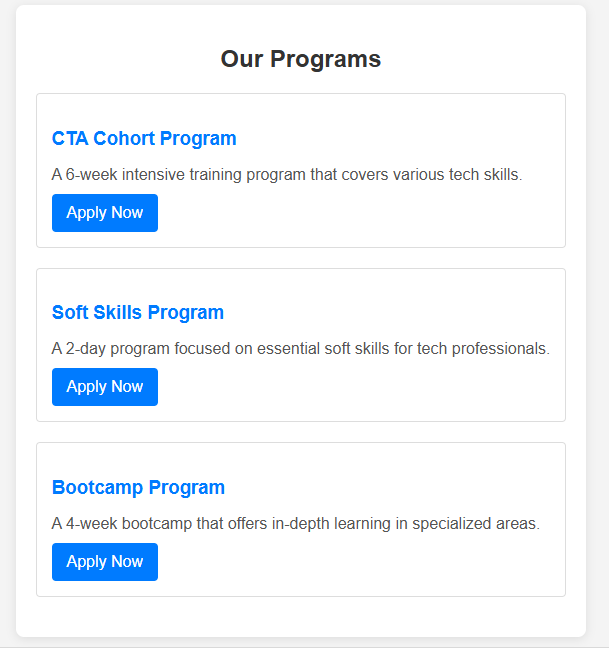 Our Programs
CTA Cohort Program
A 6-week intensive training program that covers various tech skills.
Apply Now
Soft Skills Program
A 2-day program focused on essential soft skills for tech professionals.
Apply Now
Bootcamp Program
A 4-week bootcamp that offers in-depth learning in specialized areas.
Apply Now